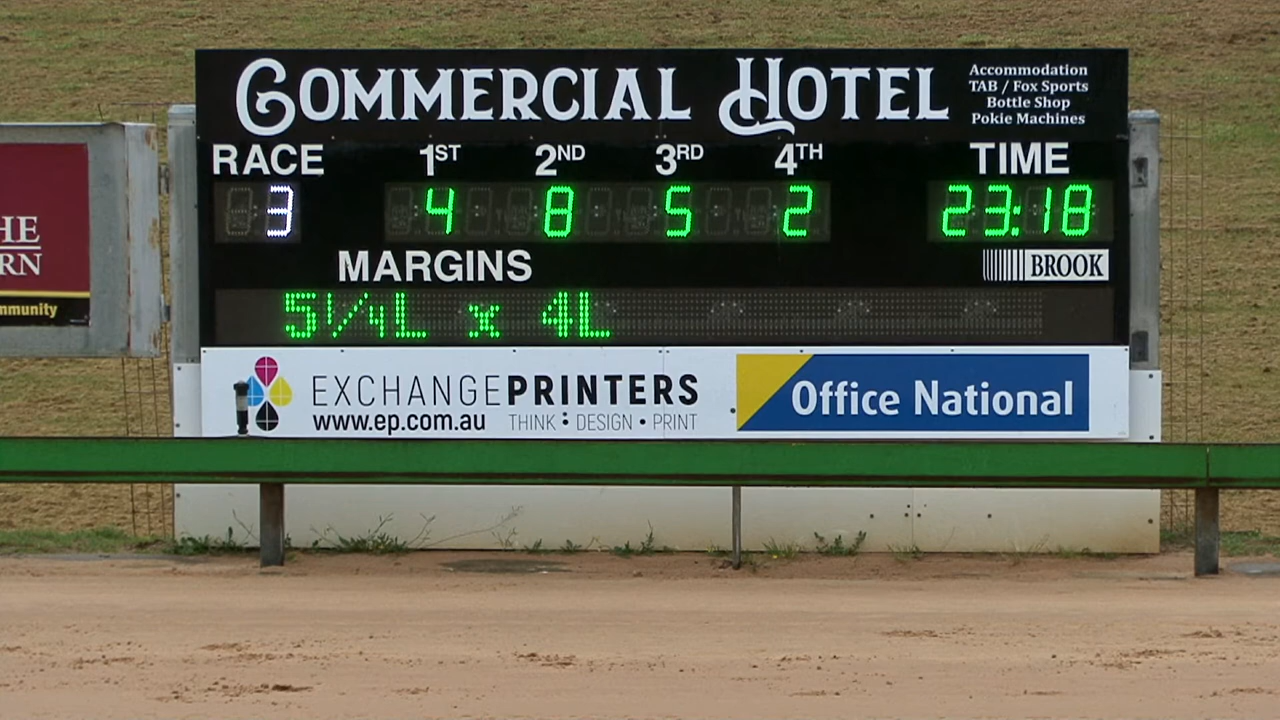 COMMERCIAL HOTEL
Accommodation
TAB / Fox Sports
Bottle Shop
Pokie Machines
RACE 1ST 2ND 3RD 4TH TIME
3 4 8 5 2 23:18
MARGINS
BROOK
5¼L x 4L
HE
RN
mmunity
EXCHANGEPRINTERS
www.ep.com.au THINK : DESIGN • PRINT
Office National